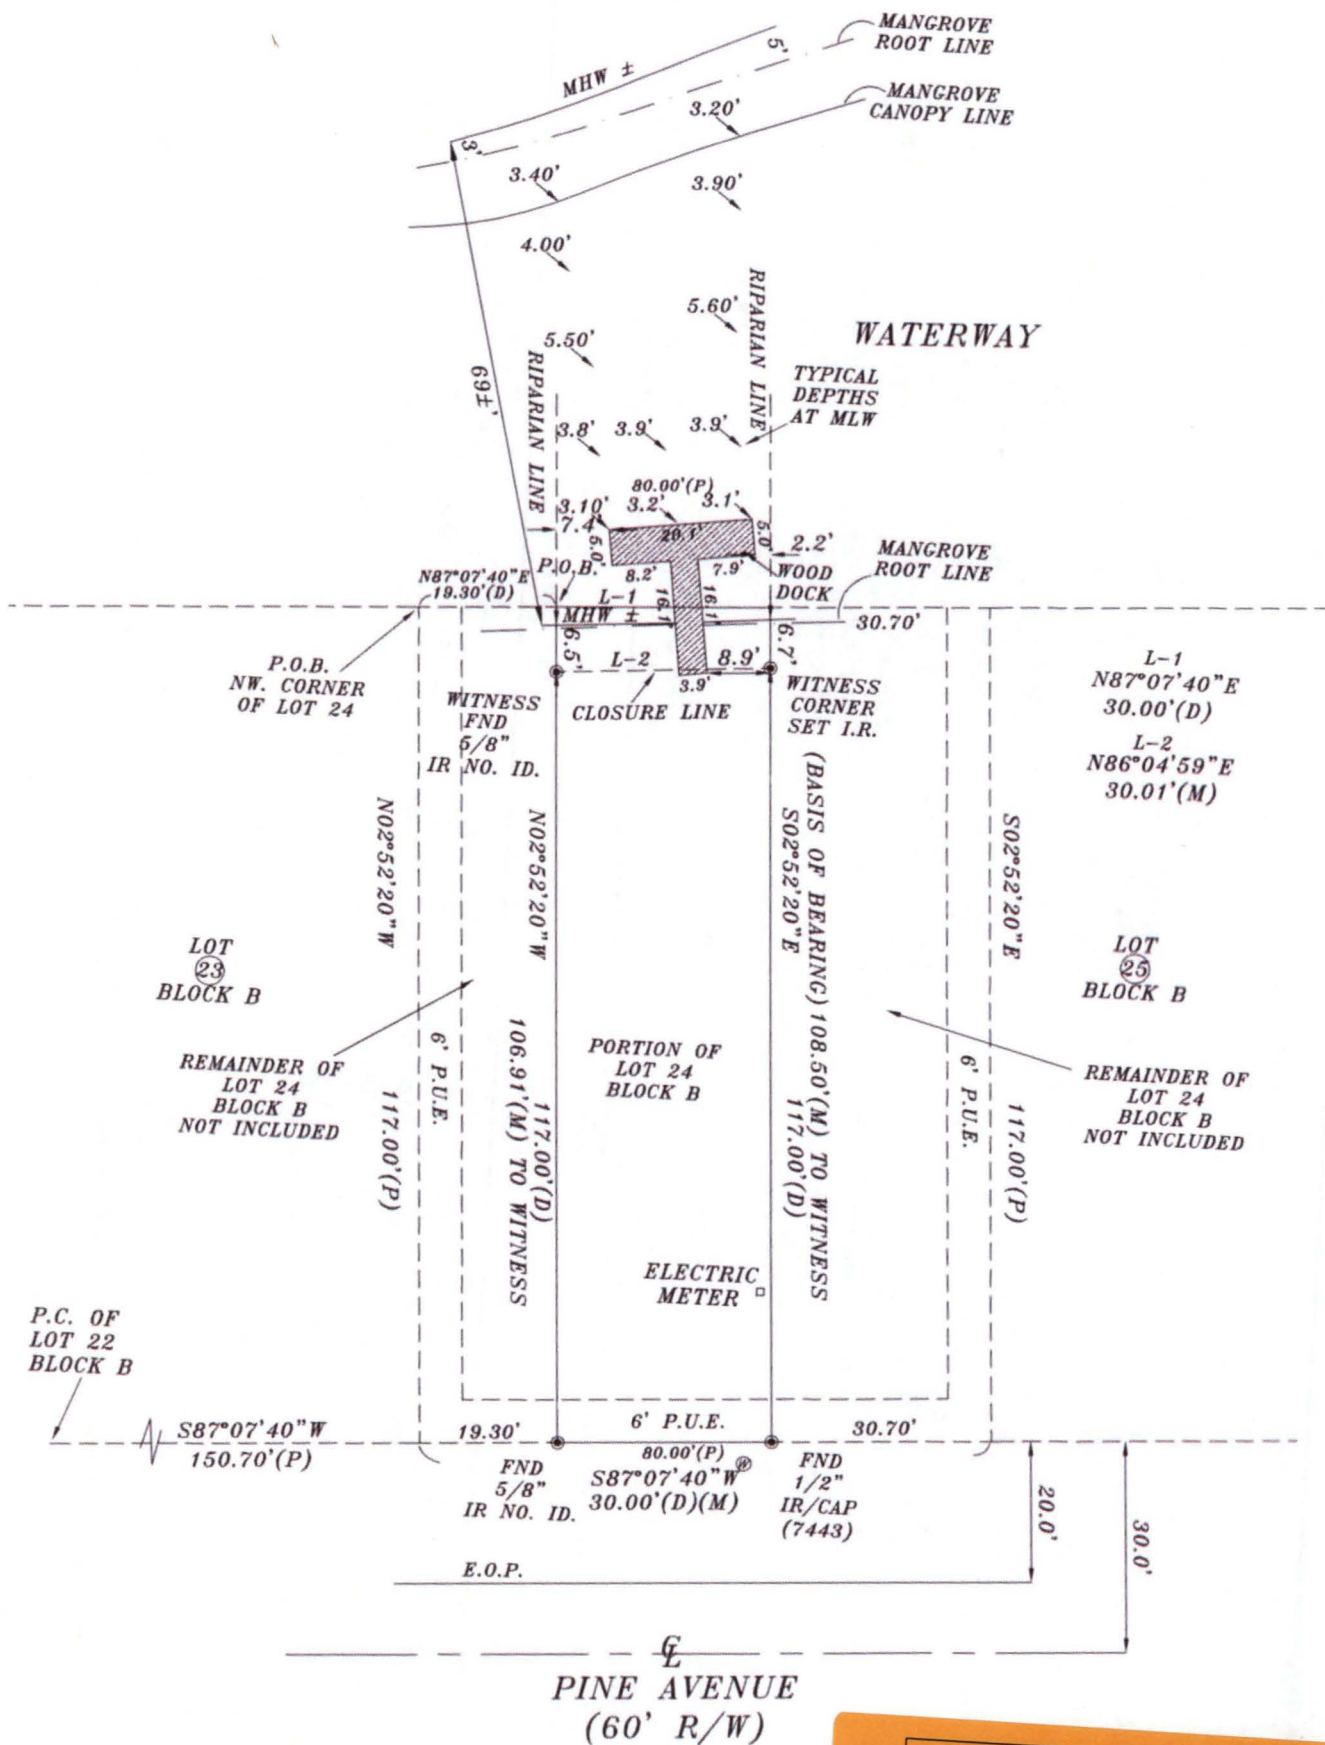 MANGROVE
ROOT LINE
MHW ±
5'
MANGROVE
CANOPY LINE
3.20'
3'
3.40'
3.90'
4.00'
5.60'
RIPARIAN LINE
WATERWAY
5.50'
69±'
RIPARIAN LINE
TYPICAL
DEPTHS
AT MLW
3.8'
3.9'
3.9'
80.00'(P)
3.10'
3.2'
3.1'
7.4'
20.1'
5.0'
5.0'
2.2'
MANGROVE
ROOT LINE
8.2'
7.9'
WOOD
DOCK
N87°07'40"E
19.30'(D)
P.O.B.
L-1
MHW ±
16.1'
16.1'
30.70'
6.5'
6.7'
L-2
8.9'
3.9'
P.O.B.
NW. CORNER
OF LOT 24
WITNESS
FND
5/8"
IR NO. ID.
CLOSURE LINE
WITNESS
CORNER
SET I.R.
L-1
N87°07'40"E
30.00'(D)
L-2
N86°04'59"E
30.01'(M)
N02°52'20"W
117.00'(P)
N02°52'20"W
117.00'(D)
106.91'(M) TO WITNESS
(BASIS OF BEARING) 108.50'(M) TO WITNESS
S02°52'20"E
117.00'(D)
S02°52'20"E
117.00'(P)
LOT
23
BLOCK B
LOT
25
BLOCK B
REMAINDER OF
LOT 24
BLOCK B
NOT INCLUDED
6' P.U.E.
PORTION OF
LOT 24
BLOCK B
6' P.U.E.
REMAINDER OF
LOT 24
BLOCK B
NOT INCLUDED
ELECTRIC
METER
P.C. OF
LOT 22
BLOCK B
S87°07'40"W
150.70'(P)
19.30'
6' P.U.E.
30.70'
80.00'(P)
S87°07'40"W
W
30.00'(D)(M)
FND
5/8"
IR NO. ID.
FND
1/2"
IR/CAP
(7443)
20.0'
30.0'
E.O.P.
CL
PINE AVENUE
(60' R/W)